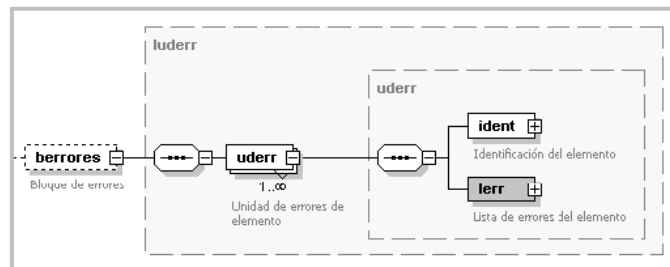 luderr
uderr
berrores
Bloque de errores
uderr
1..∞
Unidad de errores de
elemento
ident
Identificación del elemento
lerr
Lista de errores del elemento